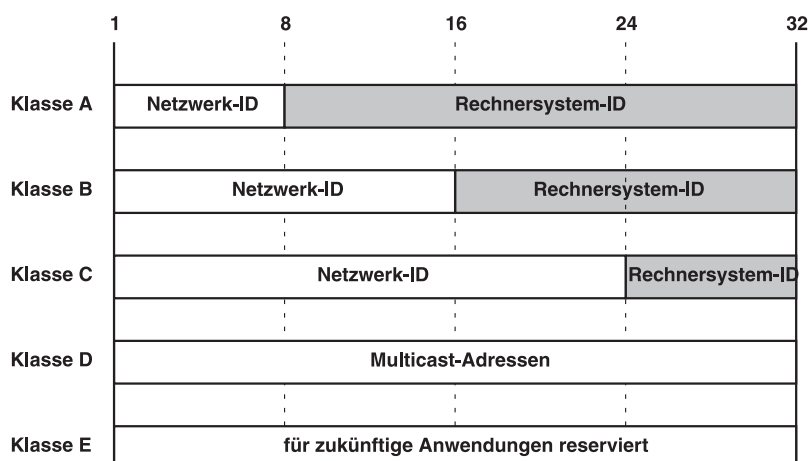 1 8 16 24 32
Klasse A Netzwerk-ID Rechnersystem-ID
Klasse B Netzwerk-ID Rechnersystem-ID
Klasse C Netzwerk-ID Rechnersystem-ID
Klasse D Multicast-Adressen
Klasse E für zukünftige Anwendungen reserviert